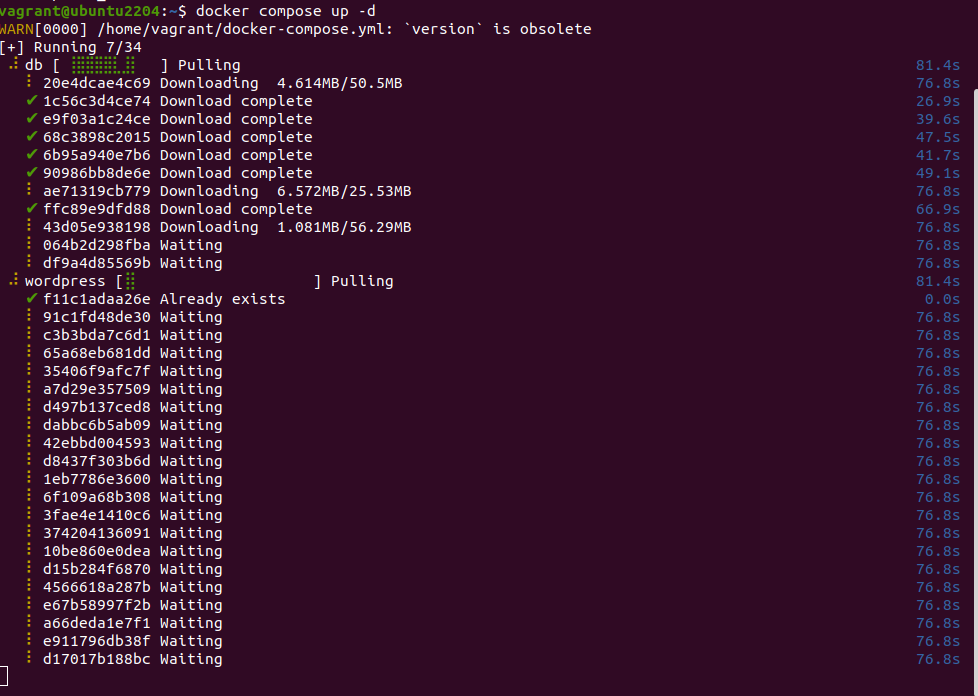 vagrant@ubuntu2204:~$ docker compose up -d
WARN[0000] /home/vagrant/docker-compose.yml: `version` is obsolete
[+] Running 7/34
⠼ db [ ⣿⣿⣿⣿⣿⣀⣿   ] Pulling 81.4s
⠇ 20e4dcae4c69 Downloading  4.614MB/50.5MB 76.8s
✔ 1c56c3d4ce74 Download complete 26.9s
✔ e9f03a1c24ce Download complete 39.6s
✔ 68c3898c2015 Download complete 47.5s
✔ 6b95a940e7b6 Download complete 41.7s
✔ 90986bb8de6e Download complete 49.1s
⠇ ae71319cb779 Downloading  6.572MB/25.53MB 76.8s
✔ ffc89e9dfd88 Download complete 66.9s
⠇ 43d05e938198 Downloading  1.081MB/56.29MB 76.8s
⠇ 064b2d298fba Waiting 76.8s
⠇ df9a4d85569b Waiting 76.8s
⠼ wordpress [⣿                    ] Pulling 81.4s
✔ f11c1adaa26e Already exists 0.0s
⠇ 91c1fd48de30 Waiting 76.8s
⠇ c3b3bda7c6d1 Waiting 76.8s
⠇ 65a68eb681dd Waiting 76.8s
⠇ 35406f9afc7f Waiting 76.8s
⠇ a7d29e357509 Waiting 76.8s
⠇ d497b137ced8 Waiting 76.8s
⠇ dabbc6b5ab09 Waiting 76.8s
⠇ 42ebbd004593 Waiting 76.8s
⠇ d8437f303b6d Waiting 76.8s
⠇ 1eb7786e3600 Waiting 76.8s
⠇ 6f109a68b308 Waiting 76.8s
⠇ 3fae4e1410c6 Waiting 76.8s
⠇ 374204136091 Waiting 76.8s
⠇ 10be860e0dea Waiting 76.8s
⠇ d15b284f6870 Waiting 76.8s
⠇ 4566618a287b Waiting 76.8s
⠇ e67b58997f2b Waiting 76.8s
⠇ a66deda1e7f1 Waiting 76.8s
⠇ e911796db38f Waiting 76.8s
⠇ d17017b188bc Waiting 76.8s